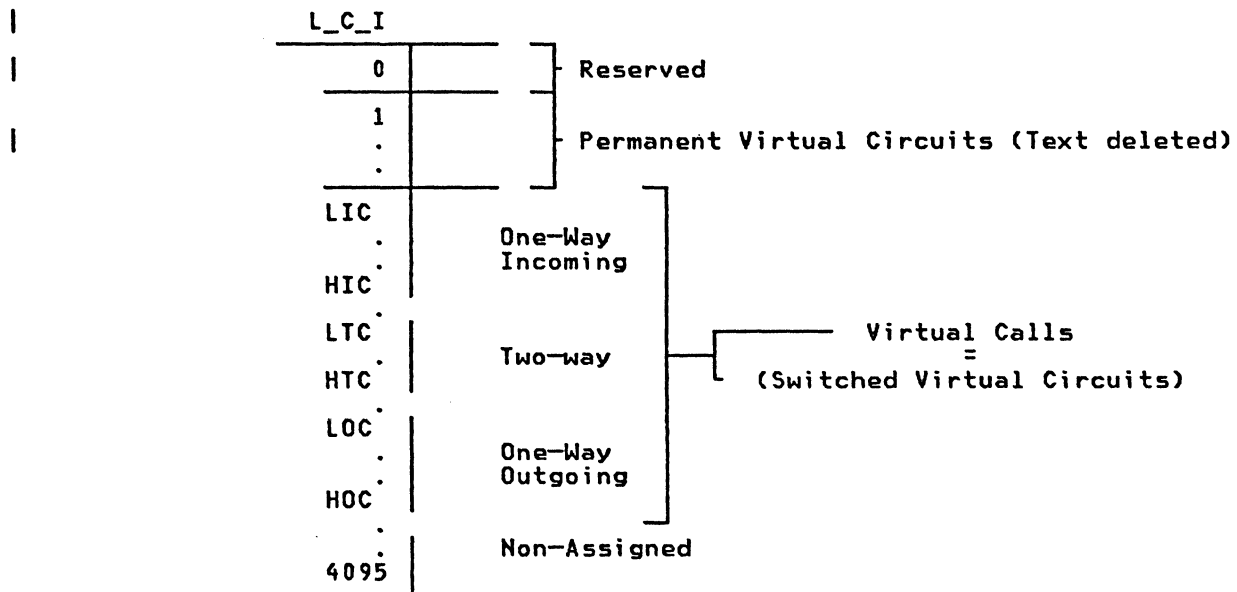 L_C_I
0 Reserved
1
.
. Permanent Virtual Circuits (Text deleted)
.
LIC
. One-Way
. Incoming
HIC
.
LTC Virtual Calls
. Two-way =
HTC (Switched Virtual Circuits)
.
LOC
. One-Way
. Outgoing
HOC
.
. Non-Assigned
4095